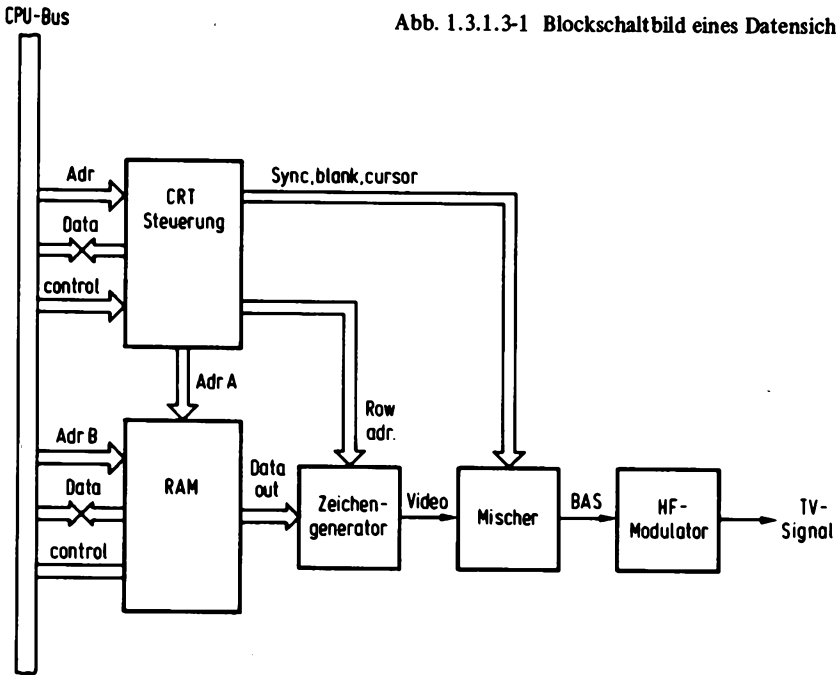 CPU-Bus
Abb. 1.3.1.3-1 Blockschaltbild eines Datensich
Adr
Data
control
CRT
Steuerung
Sync,blank,cursor
Adr A
Row
adr.
Adr B
Data
control
RAM
Data
out
Zeichen-
generator
Video
Mischer
BAS
HF-
Modulator
TV-
Signal